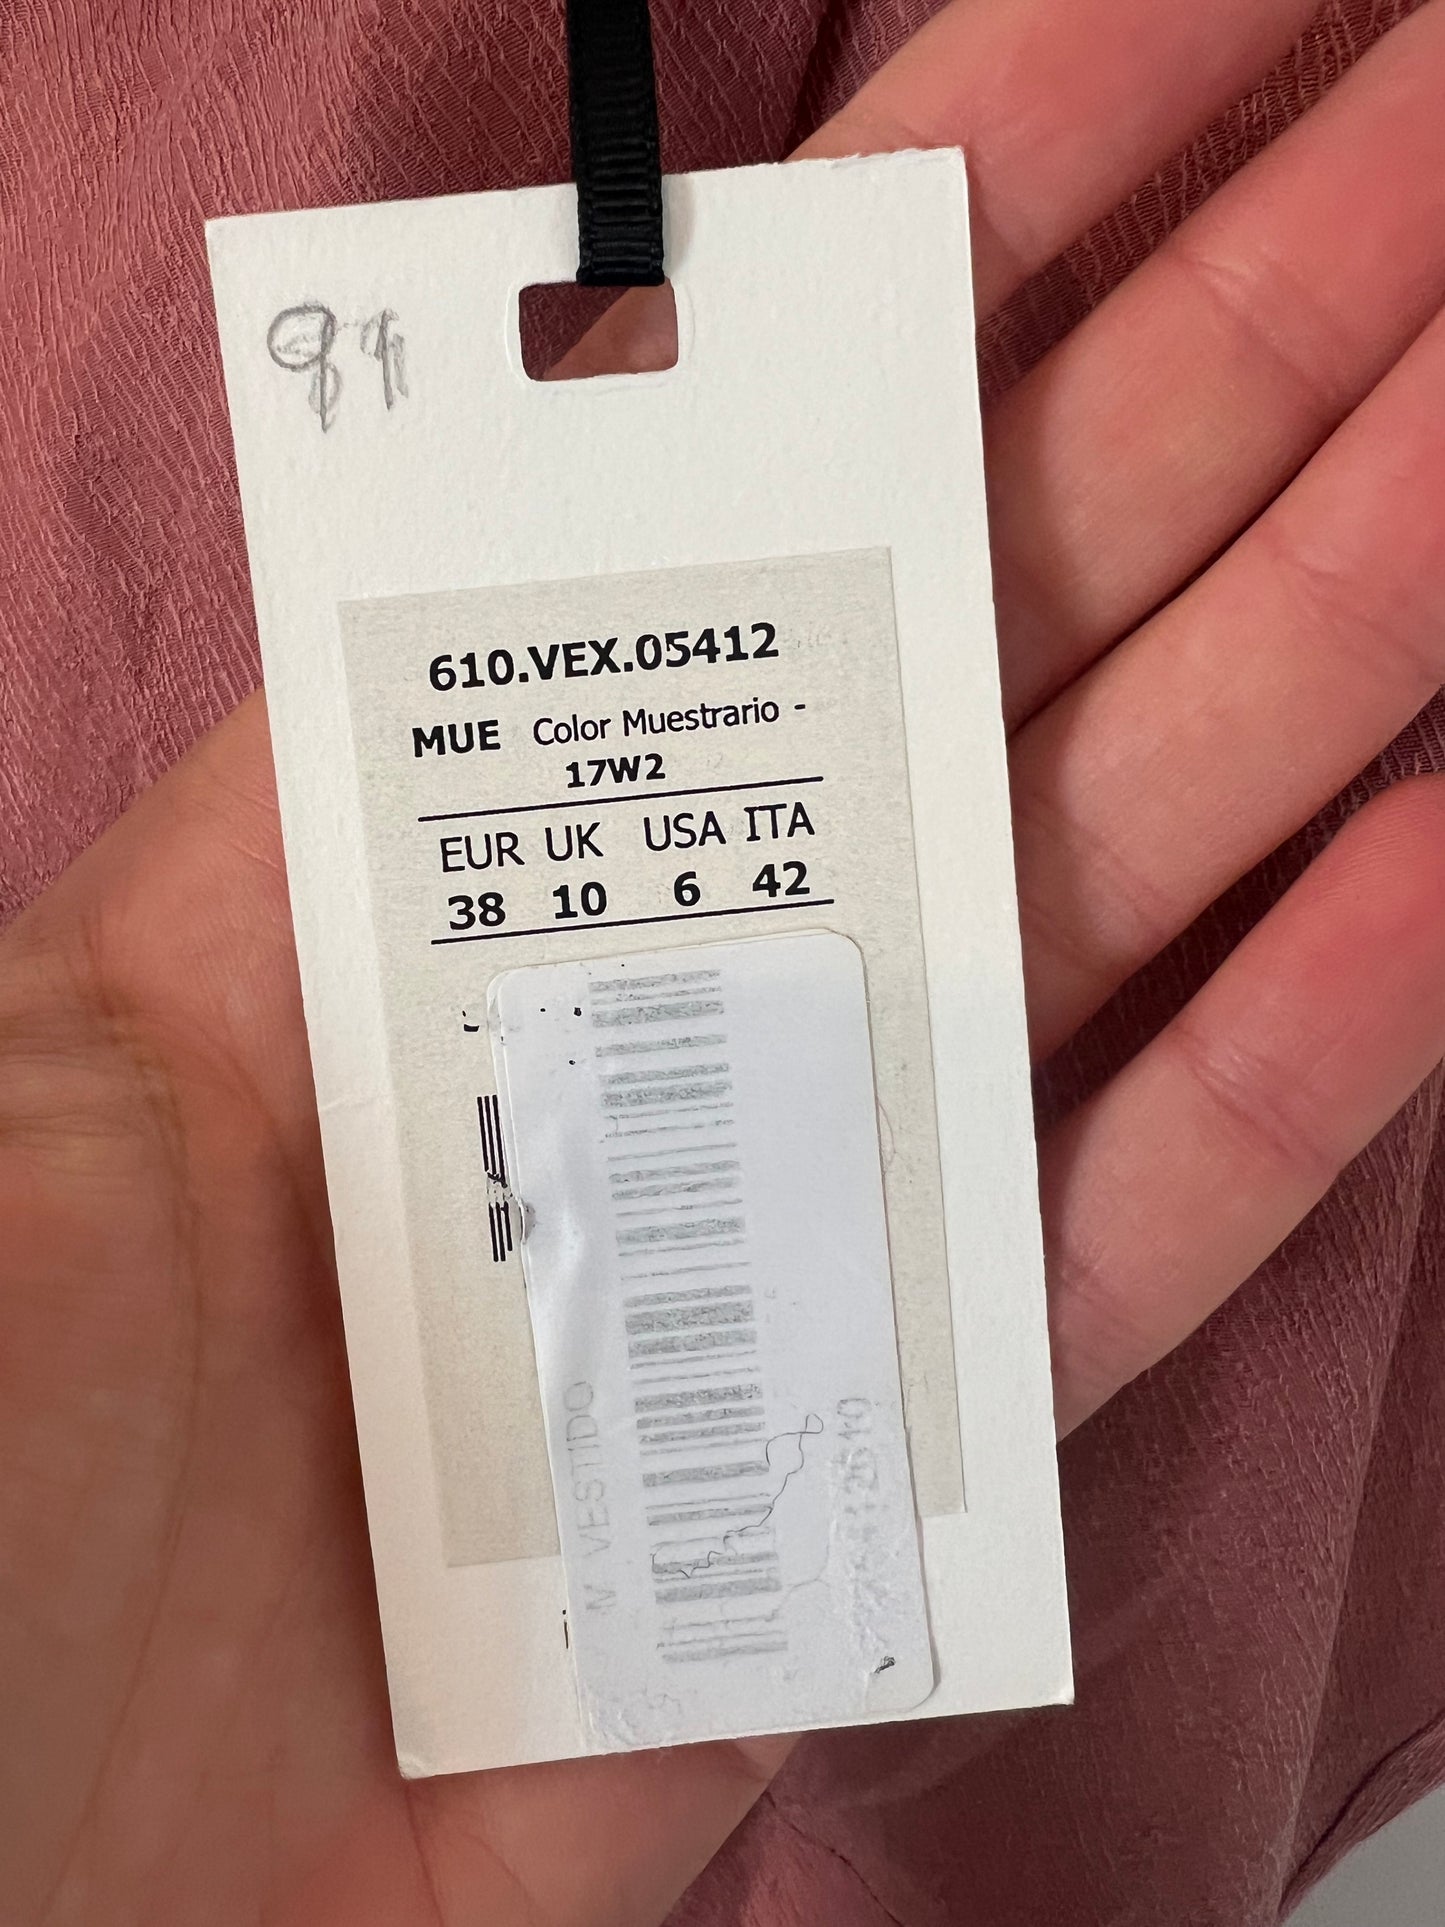 610.VEX.05412
MUE Color Muestrario -
17W2
EUR UK USA ITA
38 10 6 42
M VESTIDO